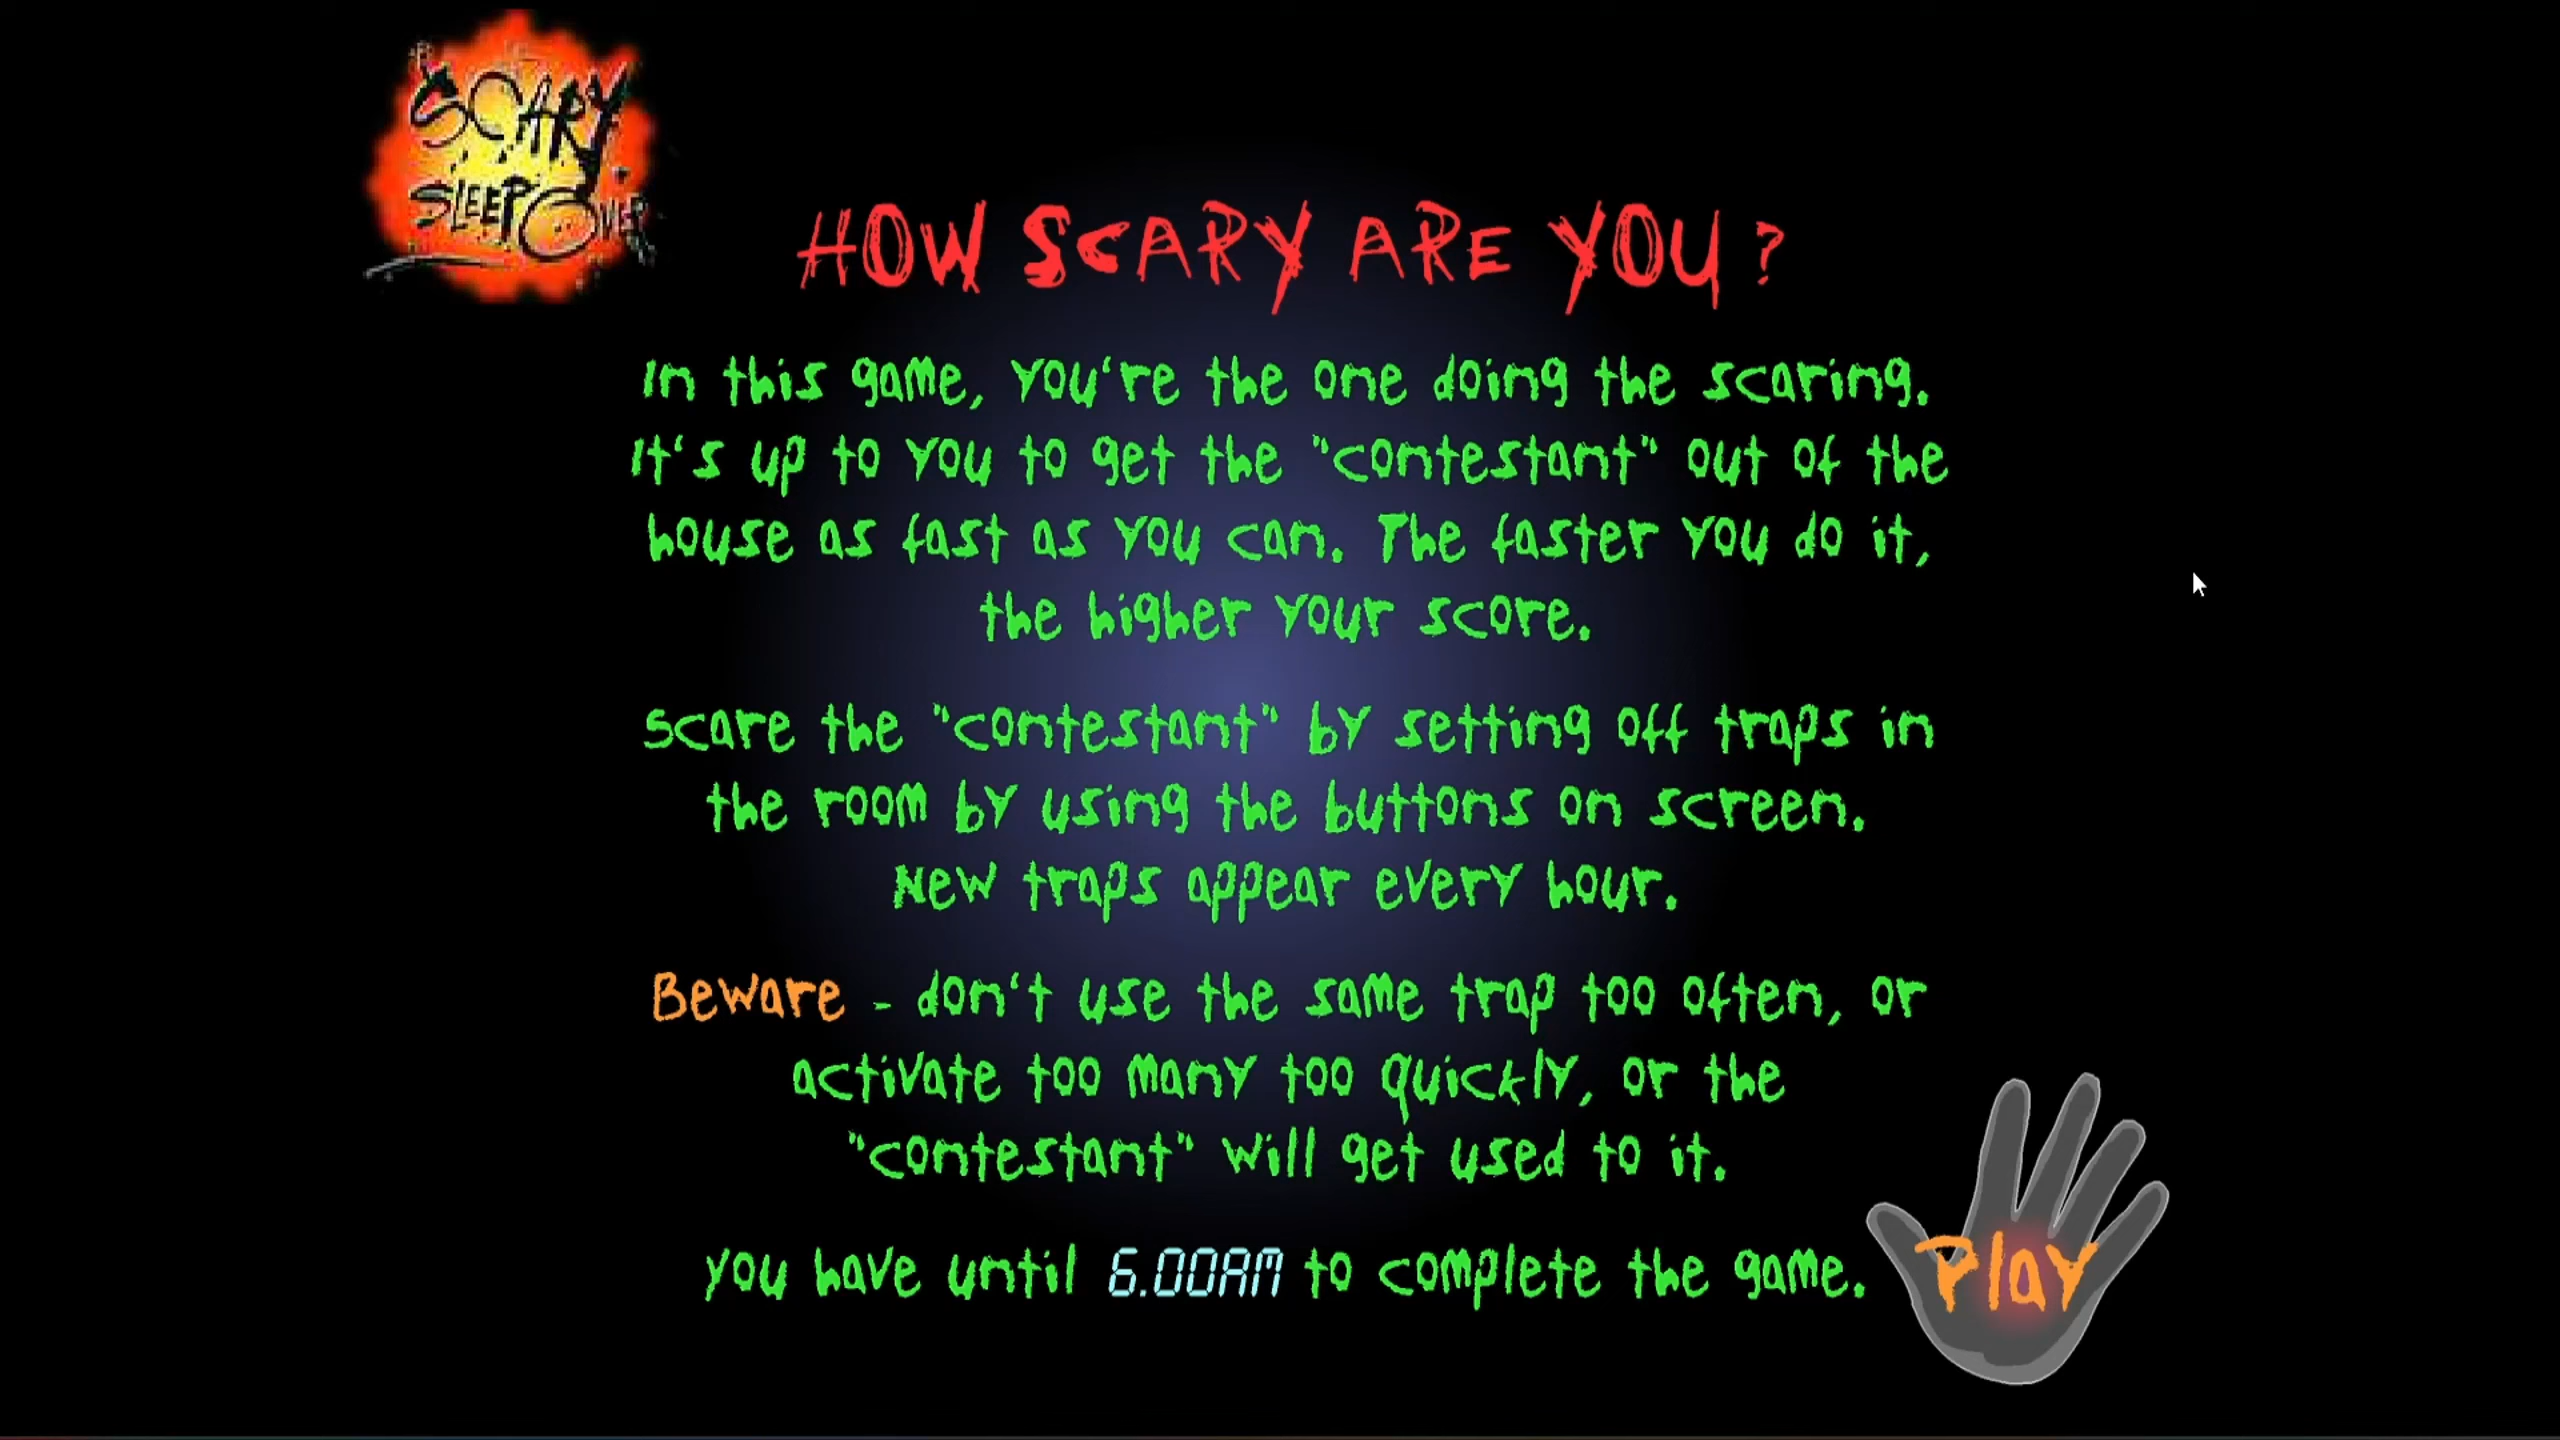 SCARY
SLEEPOVER
HOW SCARY ARE YOU?
In this game, you're the one doing the scaring.
It's up to you to get the "contestant" out of the
house as fast as you can. The faster you do it,
the higher your score.
Scare the "contestant" by setting off traps in
the room by using the buttons on screen.
New traps appear every hour.
Beware - don't use the same trap too often, or
activate too many too quickly, or the
"contestant" will get used to it.
you have until 6.00AM to complete the game.
Play